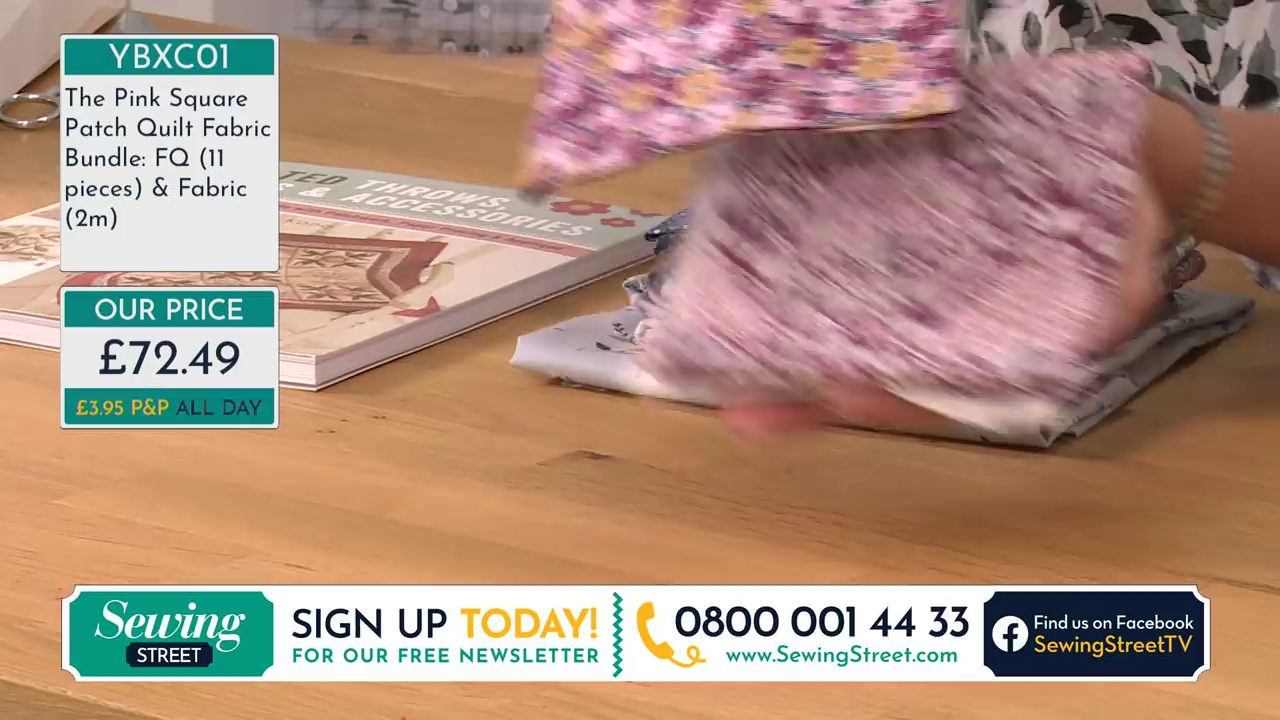 YBXC01
The Pink Square
Patch Quilt Fabric
Bundle: FQ (11
pieces) & Fabric
(2m)
OUR PRICE
£72.49
£3.95 P&P ALL DAY
THROWS,
& ACCESSORIES
Sewing
STREET
SIGN UP TODAY!
FOR OUR FREE NEWSLETTER
0800 001 44 33
www.SewingStreet.com
Find us on Facebook
SewingStreetTV